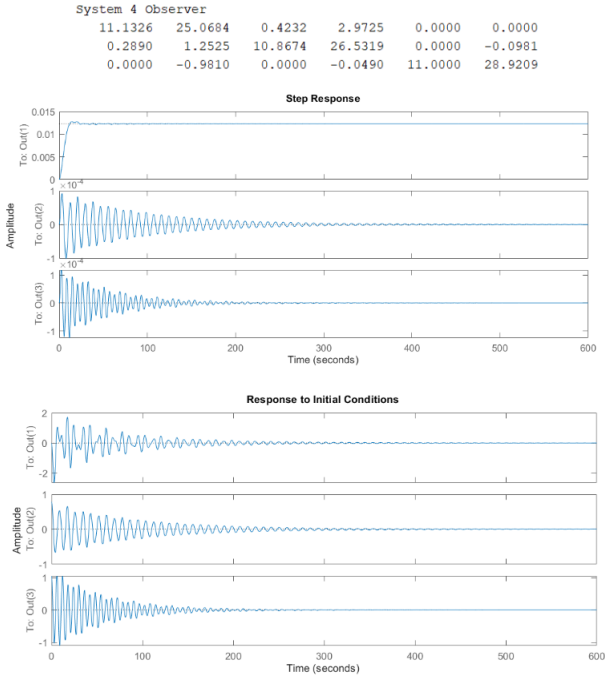 System 4 Observer
11.1326 25.0684 0.4232 2.9725 0.0000 0.0000
0.2890 1.2525 10.8674 26.5319 0.0000 -0.0981
0.0000 -0.9810 0.0000 -0.0490 11.0000 28.9209
Step Response
0.015
0.01
0.005
0
To: Out(1)
×10⁻⁴
1
0
-1
To: Out(2)
Amplitude
×10⁻⁴
1
0
-1
To: Out(3)
0 100 200 300 400 500 600
Time (seconds)
Response to Initial Conditions
2
0
-2
To: Out(1)
1
0
-1
To: Out(2)
Amplitude
1
0
-1
To: Out(3)
0 100 200 300 400 500 600
Time (seconds)